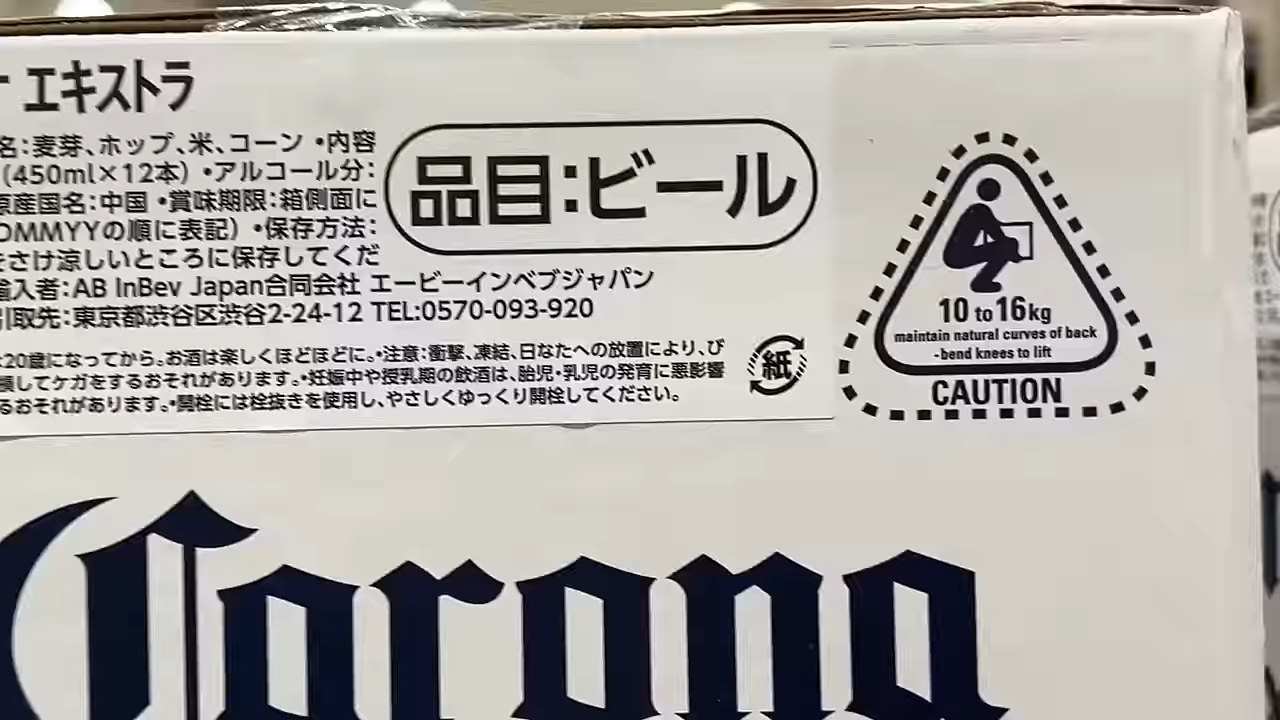 エキストラ
名:麦芽、ホップ、米、コーン •内容
(450ml×12本) •アルコール分:
原産国名:中国 •賞味期限:箱側面に
OMMYYの順に表記) •保存方法:
をさけ涼しいところに保存してくだ
輸入者:AB InBev Japan合同会社 エービーインベブジャパン
引取先:東京都渋谷区渋谷2-24-12 TEL:0570-093-920
は20歳になってから。お酒は楽しくほどほどに。•注意:衝撃、凍結、日なたへの放置により、び
損してケガをするおそれがあります。•妊娠中や授乳期の飲酒は、胎児・乳児の発育に悪影響
るおそれがあります。•開栓には栓抜きを使用し、やさしくゆっくり開栓してください。
品目:ビール
紙
10 to 16kg
maintain natural curves of back
-bend knees to lift
CAUTION
Corona